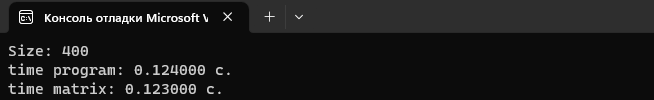 Консоль отладки Microsoft V
Size: 400
time program: 0.124000 с.
time matrix: 0.123000 с.